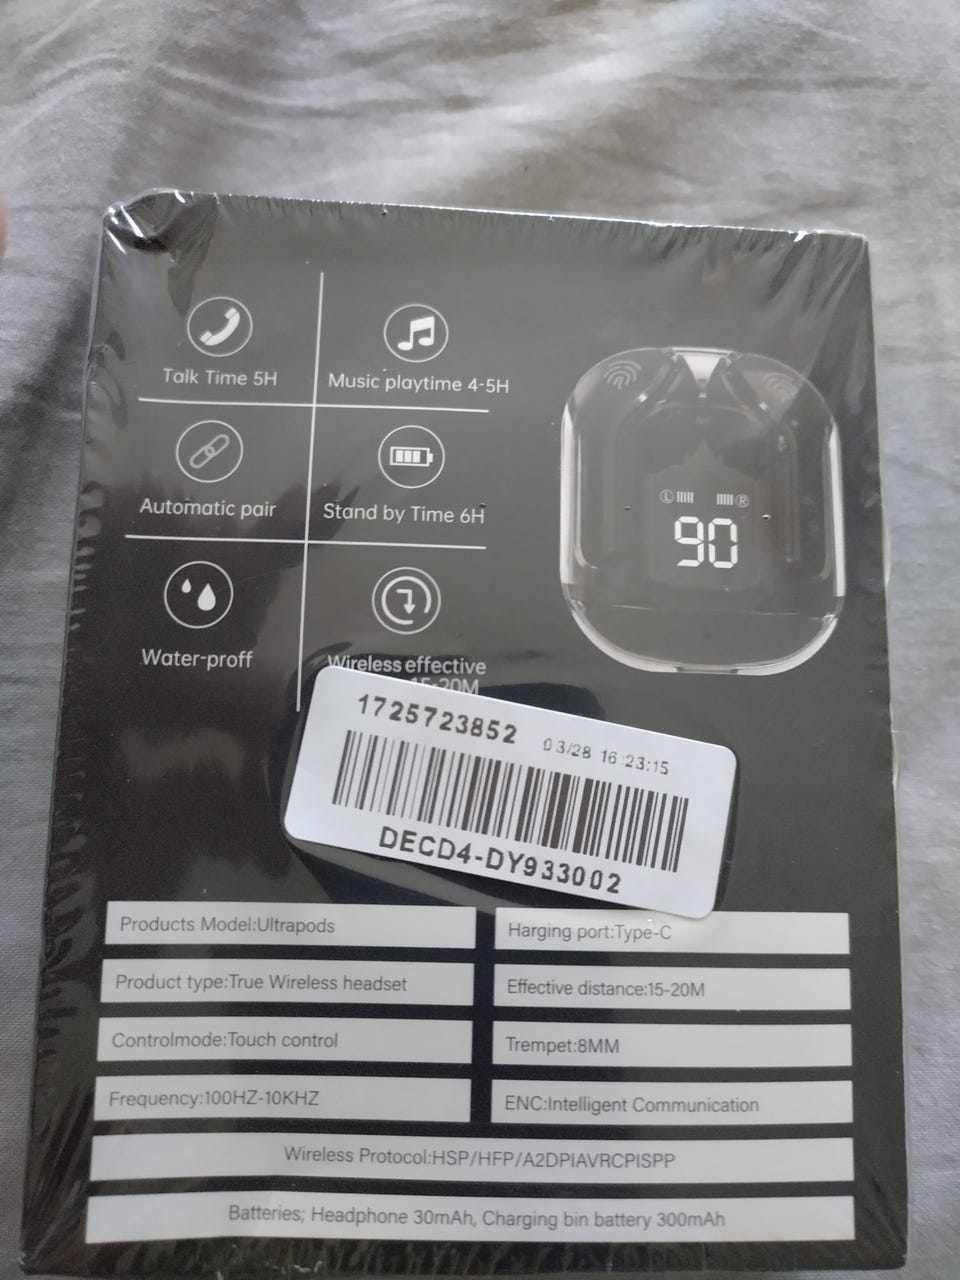 Talk Time 5H
Music playtime 4-5H
Automatic pair
Stand by Time 6H
Water-proff
Wireless effective
15-20M
L R
90
1725723852 03/28 16:23:15
DECD4-DY933002
Products Model:Ultrapods
Harging port:Type-C
Product type:True Wireless headset
Effective distance:15-20M
Controlmode:Touch control
Trempet:8MM
Frequency:100HZ-10KHZ
ENC:Intelligent Communication
Wireless Protocol:HSP/HFP/A2DPIAVRCPISPP
Batteries; Headphone 30mAh, Charging bin battery 300mAh